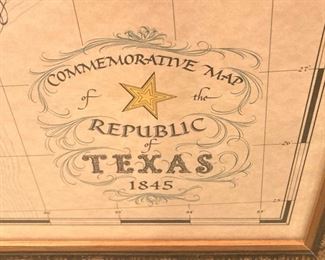 COMMEMORATIVE MAP
of the
REPUBLIC
of
TEXAS
1845